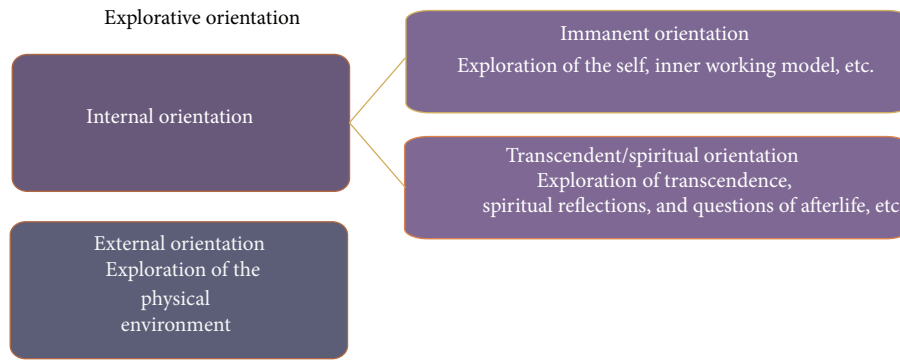 Explorative orientation
Internal orientation
Immanent orientation
Exploration of the self, inner working model, etc.
Transcendent/spiritual orientation
Exploration of transcendence,
spiritual reflections, and questions of afterlife, etc
External orientation
Exploration of the
physical
environment